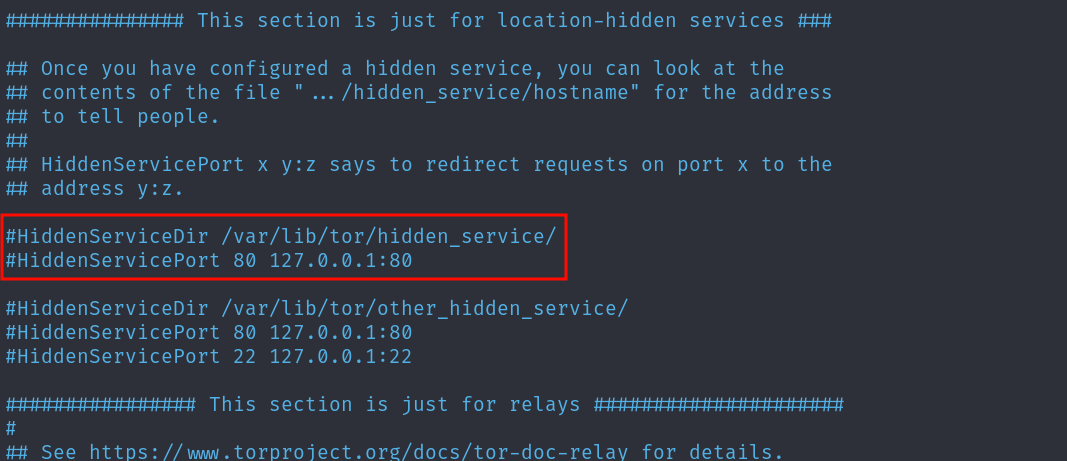 ############### This section is just for location-hidden services ###
## Once you have configured a hidden service, you can look at the
## contents of the file ".../hidden_service/hostname" for the address
## to tell people.
##
## HiddenServicePort x y:z says to redirect requests on port x to the
## address y:z.
#HiddenServiceDir /var/lib/tor/hidden_service/
#HiddenServicePort 80 127.0.0.1:80
#HiddenServiceDir /var/lib/tor/other_hidden_service/
#HiddenServicePort 80 127.0.0.1:80
#HiddenServicePort 22 127.0.0.1:22
################ This section is just for relays #####################
#
## See https://www.torproject.org/docs/tor-doc-relay for details.